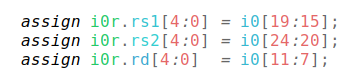 assign i0r.rs1[4:0] = i0[19:15];
assign i0r.rs2[4:0] = i0[24:20];
assign i0r.rd[4:0]  = i0[11:7];